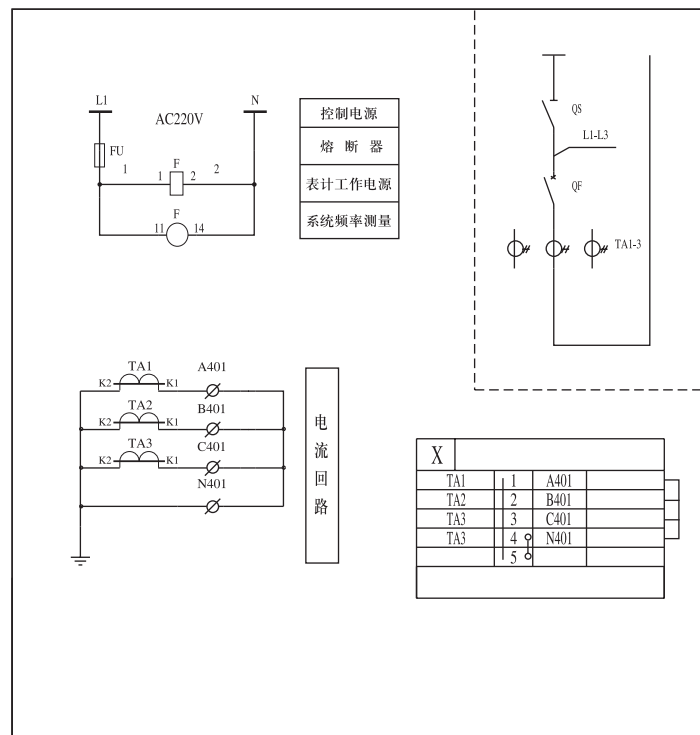 L1
N
AC220V
FU
1
F
1
2
2
F
11
14
控制电源
熔断器
表计工作电源
系统频率测量
QS
L1-L3
QF
TA1-3
TA1
K2
K1
A401
TA2
K2
K1
B401
TA3
K2
K1
C401
N401
电流回路
X
TA1 1 A401
TA2 2 B401
TA3 3 C401
TA3 4 N401
5